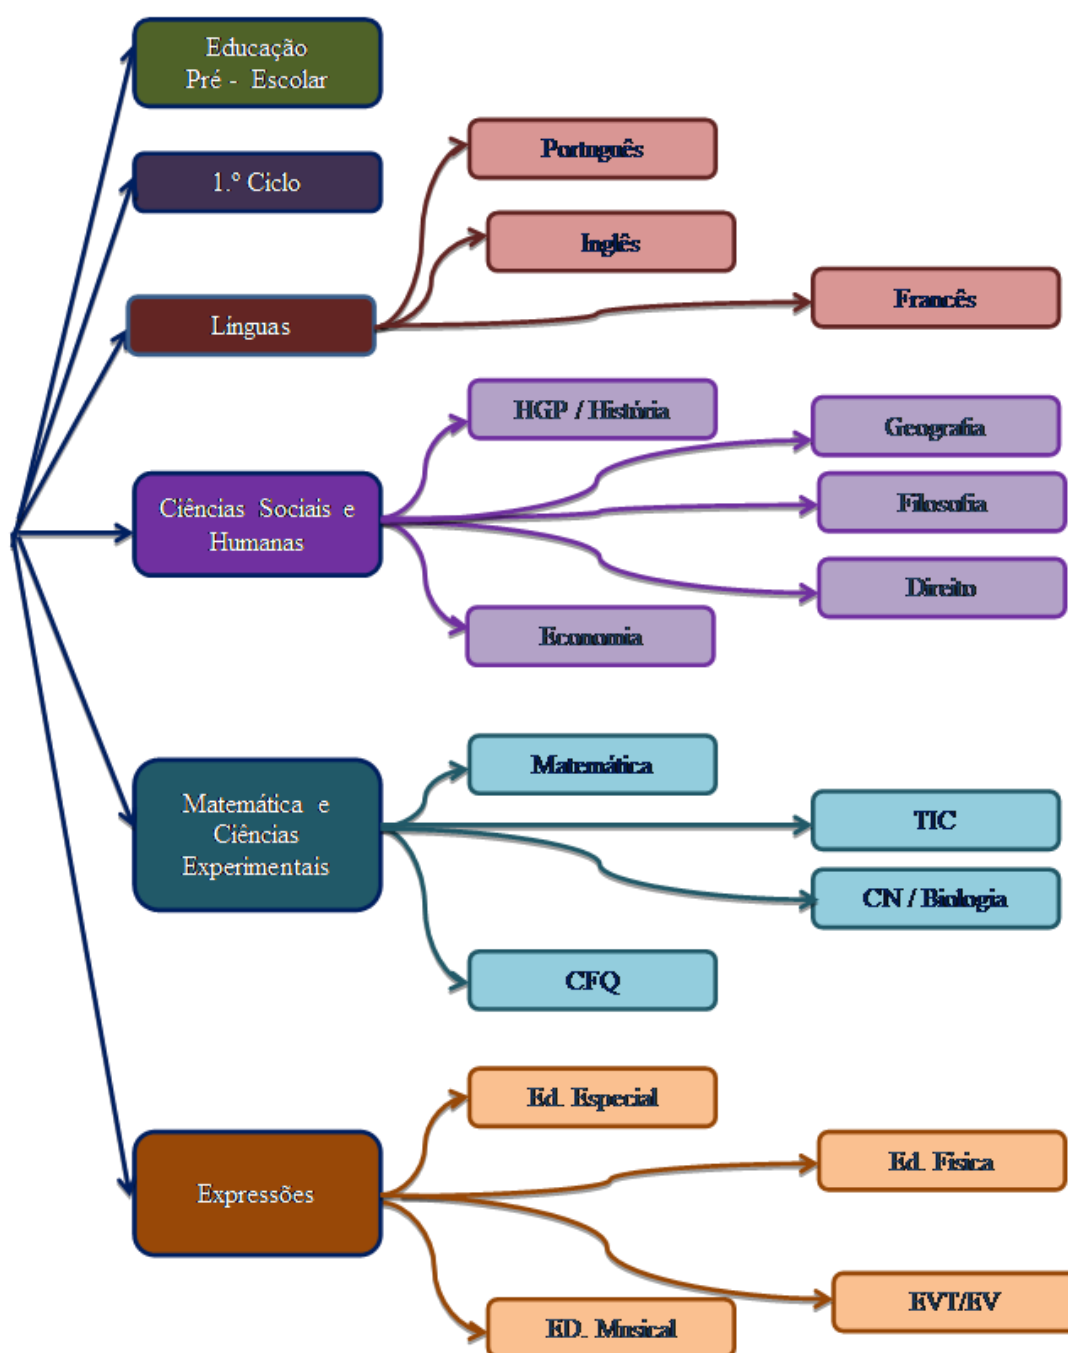 Educação
Pré - Escolar
1.º Ciclo
Línguas
Português
Inglês
Francês
Ciências Sociais e
Humanas
HGP / História
Geografia
Filosofia
Direito
Economia
Matemática e
Ciências
Experimentais
Matemática
TIC
CN / Biologia
CFQ
Expressões
Ed. Especial
Ed. Fisica
EVT/EV
ED. Musical